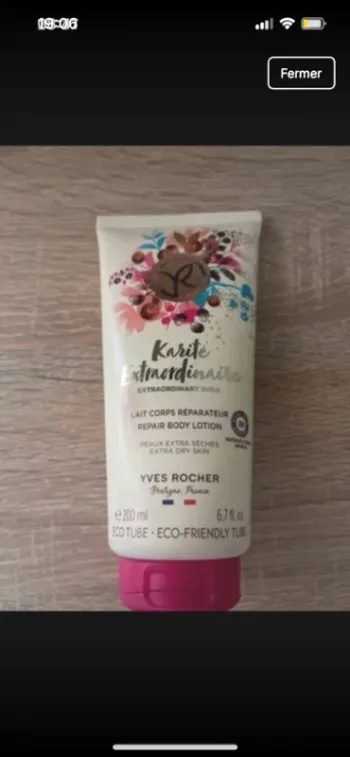 19:06
Fermer
YR
Karité
Extraordinaire
EXTRAORDINARY SHEA
LAIT CORPS RÉPARATEUR
REPAIR BODY LOTION
PEAUX EXTRA SÈCHES
EXTRA DRY SKIN
YVES ROCHER
Bretagne, France
e 200 ml 6.7 fl. oz
ECO TUBE • ECO-FRIENDLY TUBE